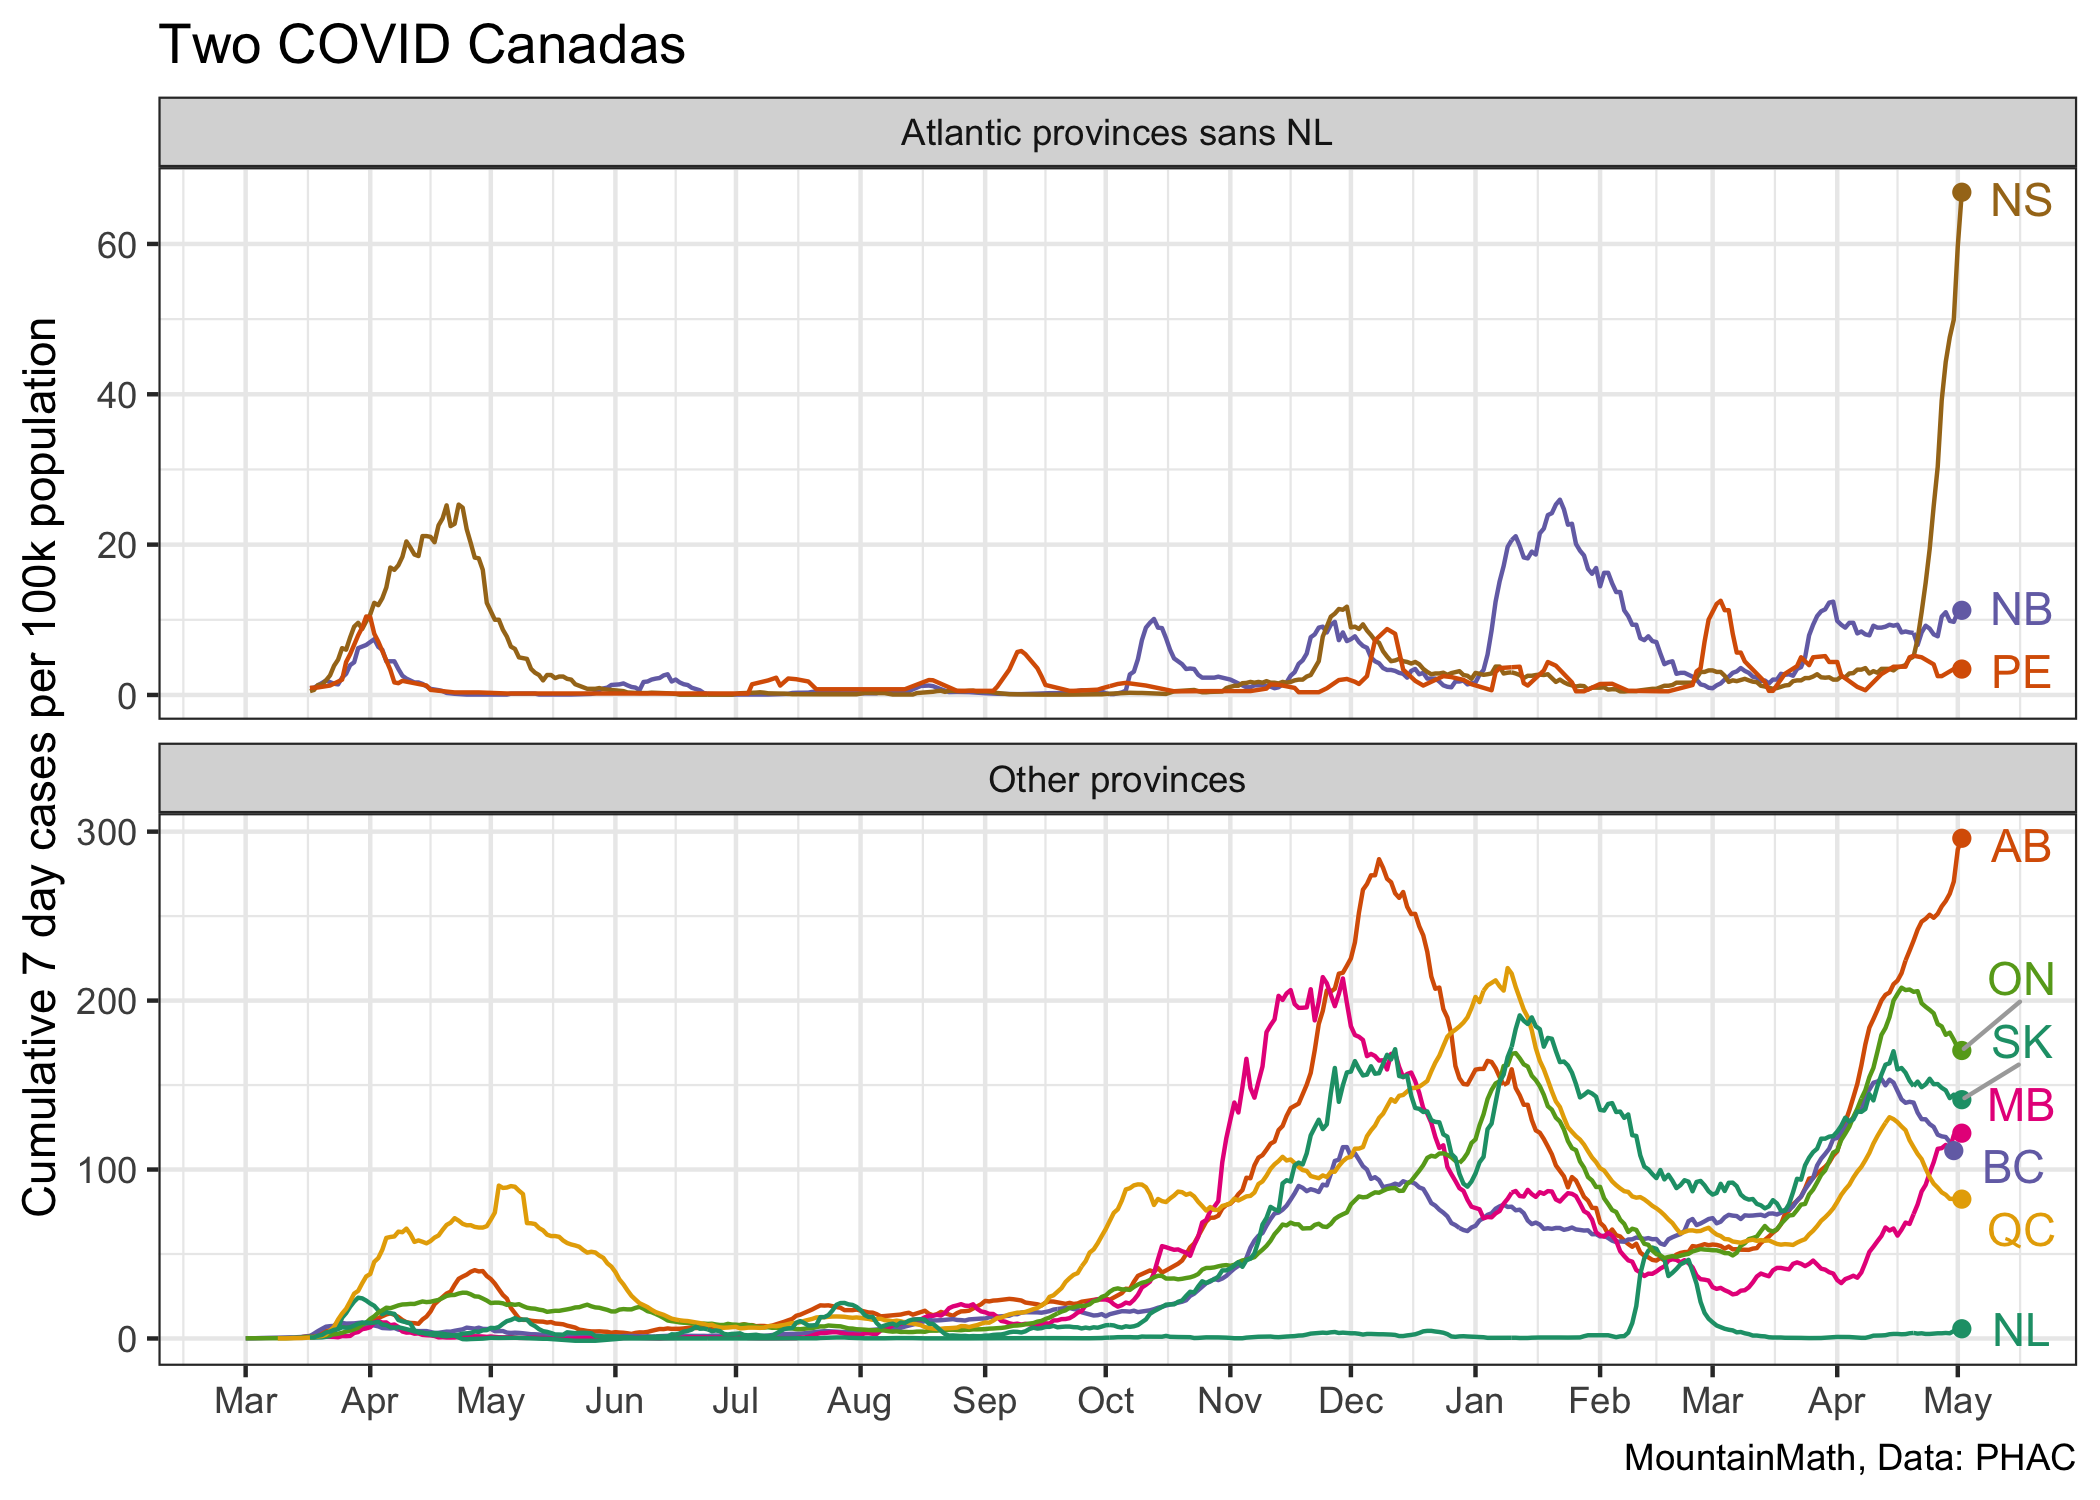 Two COVID Canadas
Atlantic provinces sans NL
Cumulative 7 day cases per 100k population
60
40
20
0
NS
NB
PE
Other provinces
300
200
100
0
AB
ON
SK
MB
BC
QC
NL
Mar Apr May Jun Jul Aug Sep Oct Nov Dec Jan Feb Mar Apr May
MountainMath, Data: PHAC